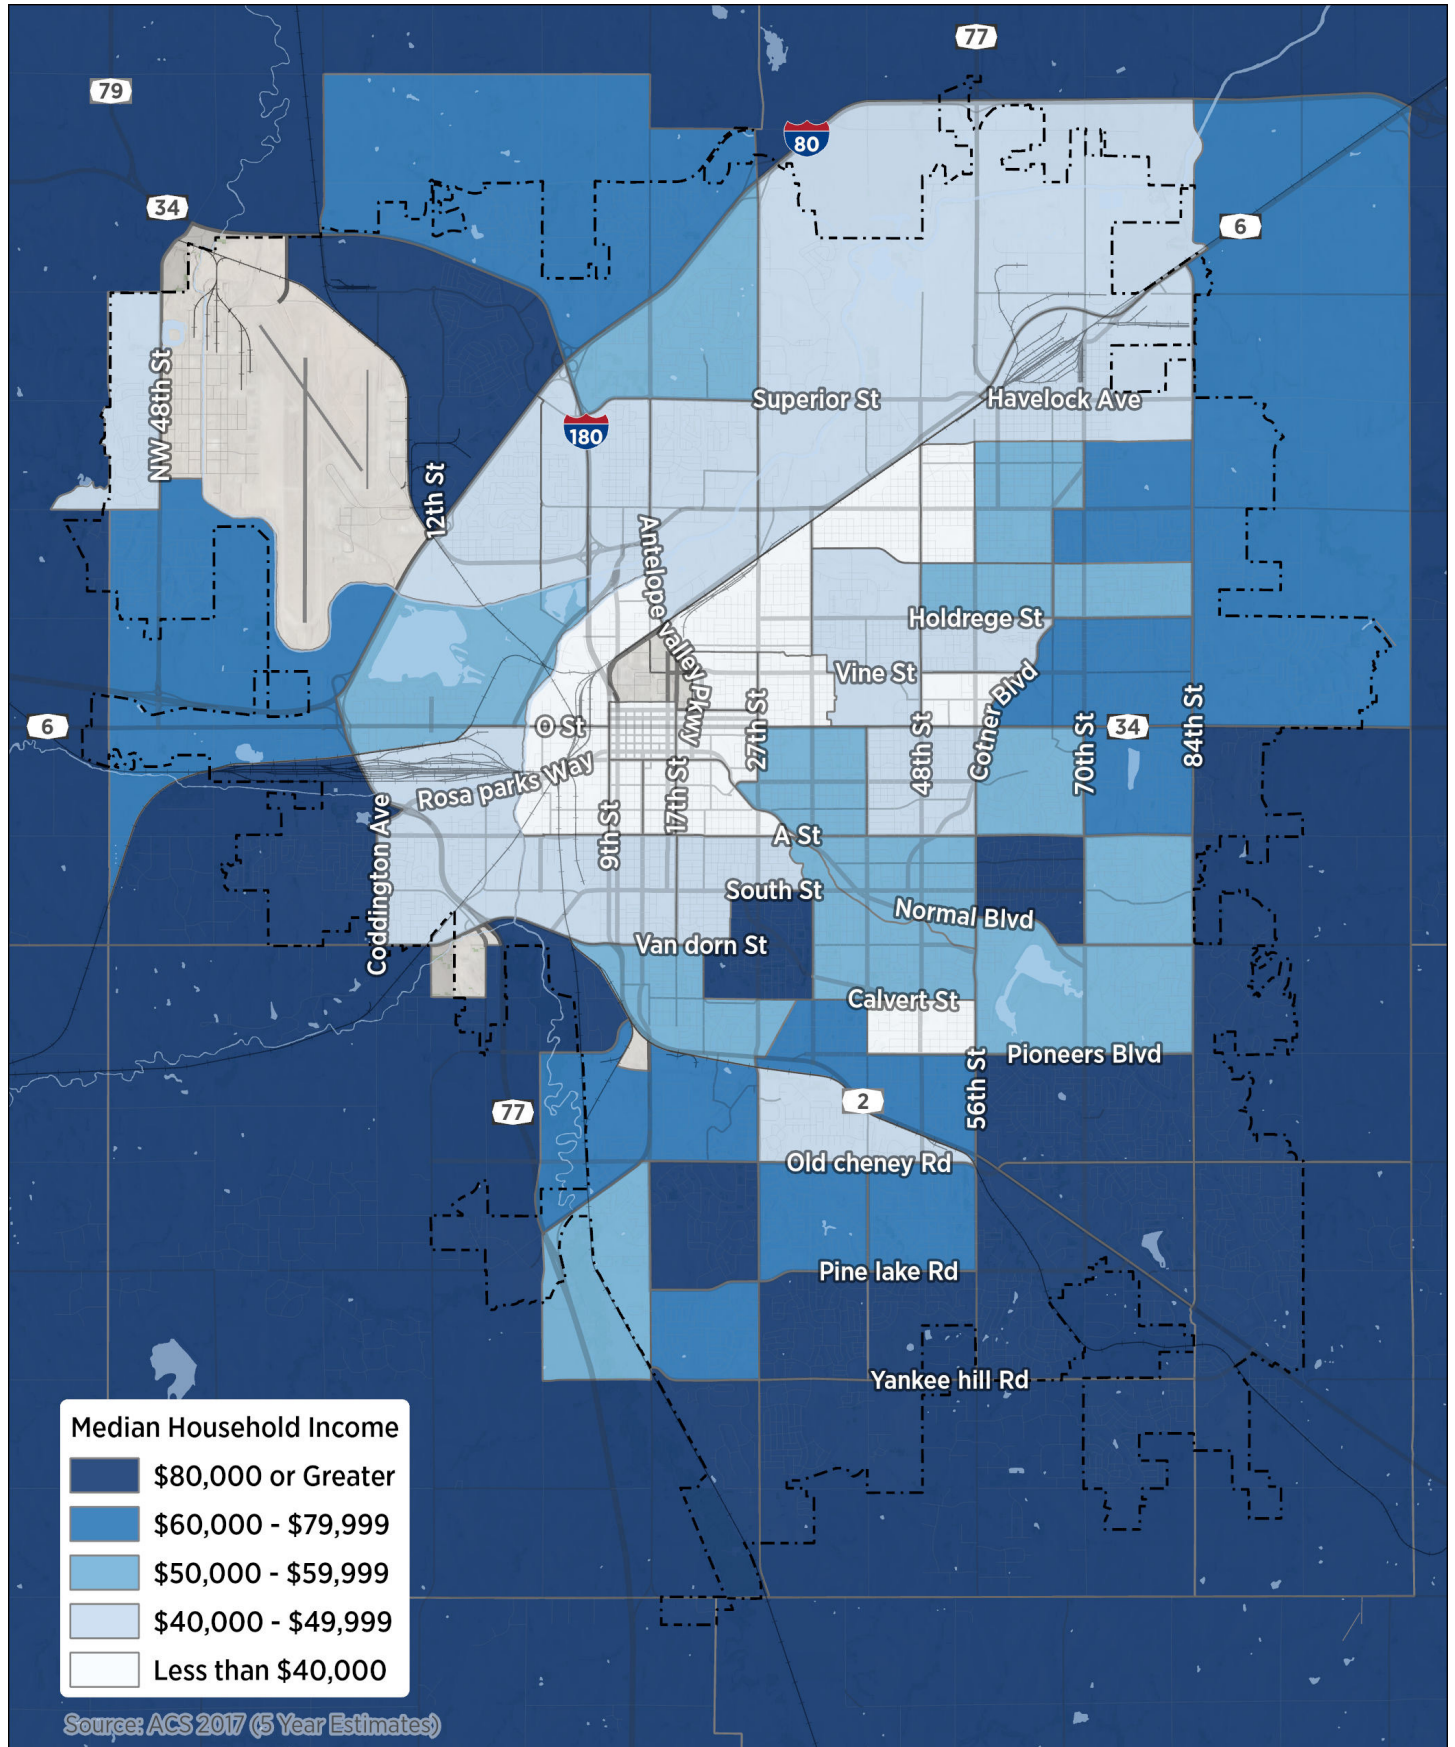 77
79
80
34
6
NW 48th St
Superior St
Havelock Ave
180
12th St
Antelope valley Pkwy
Holdrege St
Vine St
Cotner Blvd
6
O St
27th St
48th St
70th St
34
84th St
Rosa parks Way
17th St
9th St
Coddington Ave
A St
South St
Normal Blvd
Van dorn St
Calvert St
Pioneers Blvd
56th St
77
2
Old cheney Rd
Pine lake Rd
Yankee hill Rd
Median Household Income
$80,000 or Greater
$60,000 - $79,999
$50,000 - $59,999
$40,000 - $49,999
Less than $40,000
Source: ACS 2017 (5 Year Estimates)